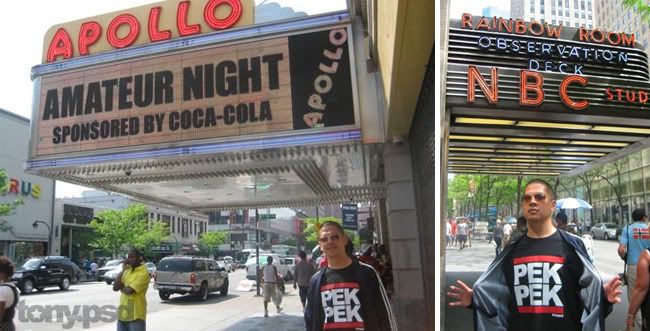 APOLLO
AMATEUR NIGHT
SPONSORED BY COCA-COLA
APOLLO
RUS
PEK
PEK
tonypsd
RAINBOW ROOM
OBSERVATION
DECK
NBC STUD
PEK
PEK